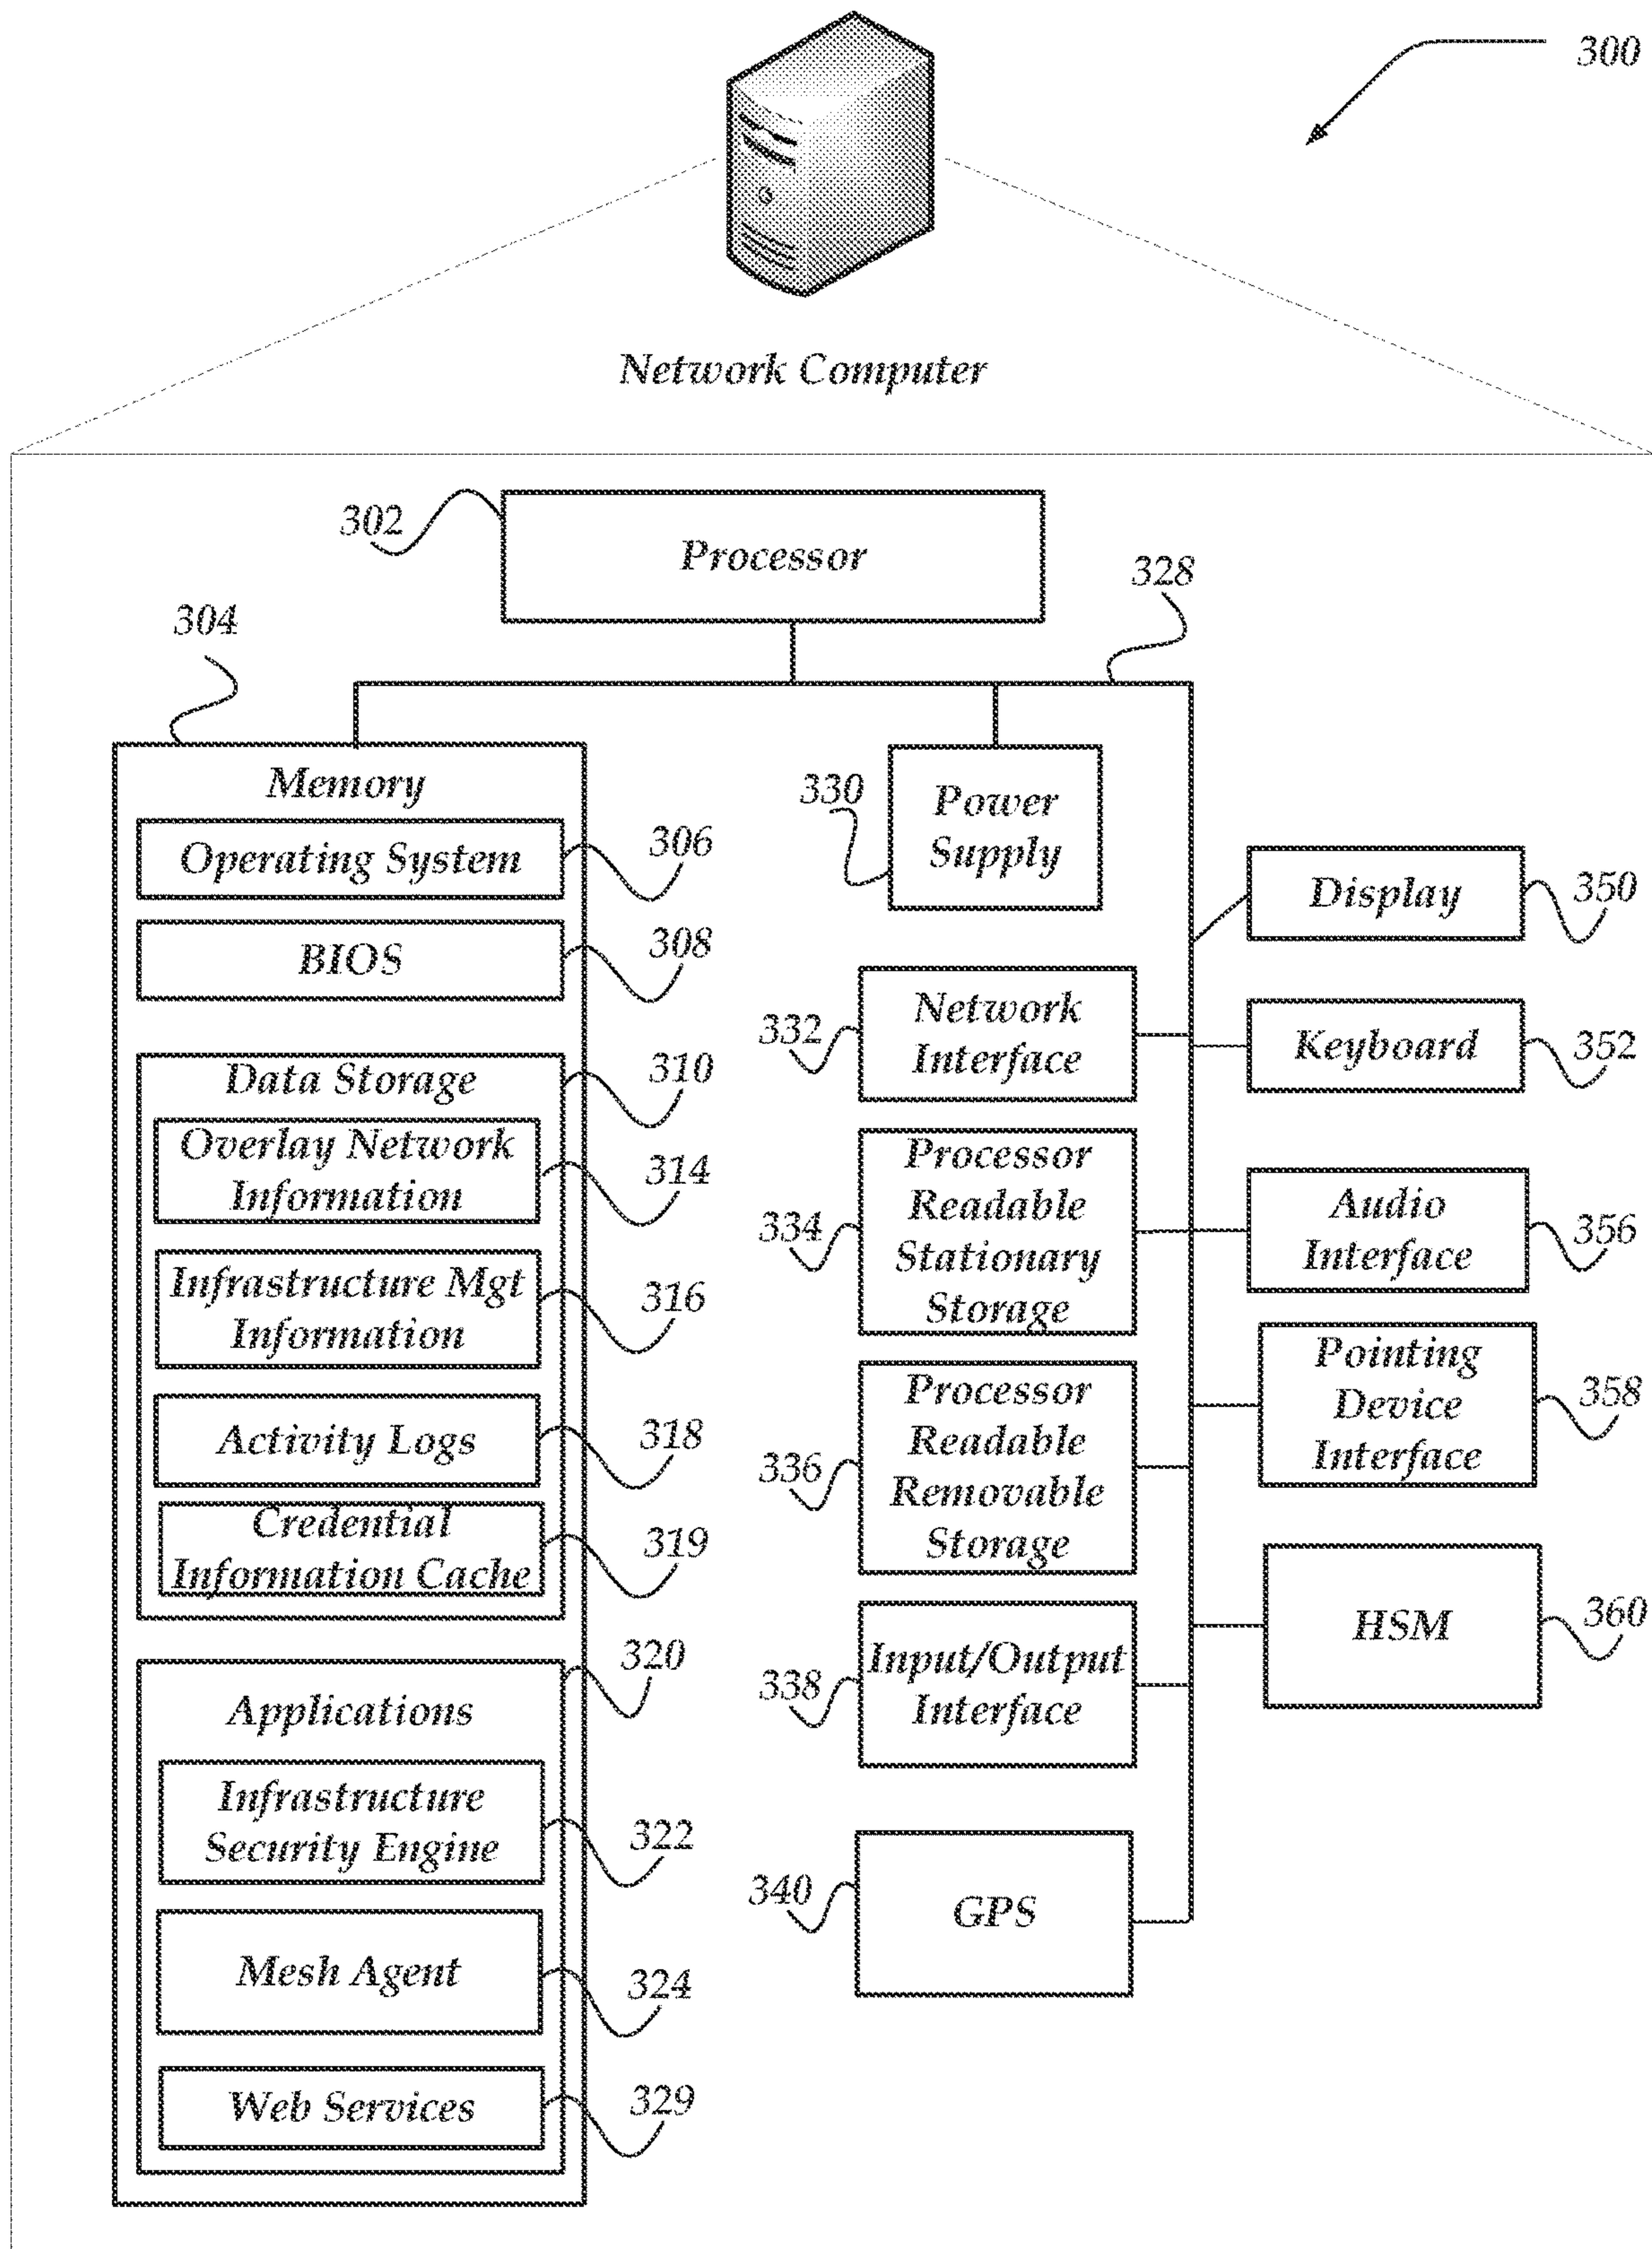 300
Network Computer
302
Processor
328
304
Memory
Operating System
306
BIOS
308
Data Storage
310
Overlay Network
Information
314
Infrastructure Mgt
Information
316
Activity Logs
318
Credential
Information Cache
319
Applications
320
Infrastructure
Security Engine
322
Mesh Agent
324
Web Services
329
330
Power
Supply
332
Network
Interface
334
Processor
Readable
Stationary
Storage
336
Processor
Readable
Removable
Storage
338
Input/Output
Interface
340
GPS
Display
350
Keyboard
352
Audio
Interface
356
Pointing
Device
Interface
358
HSM
360